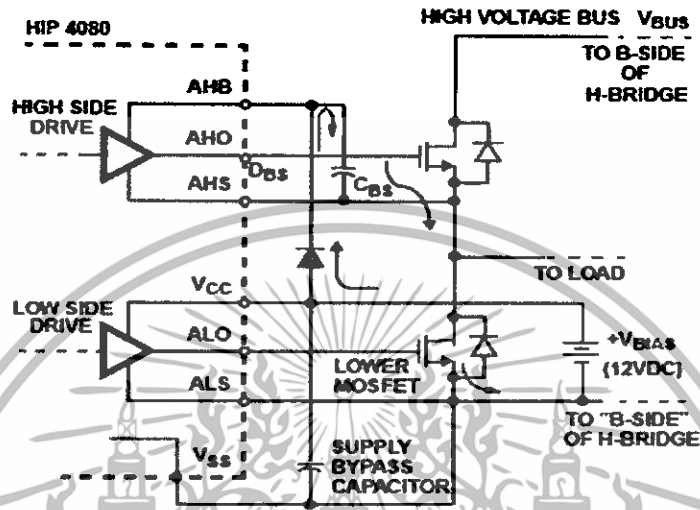 HIGH VOLTAGE BUS VBUS
HIP 4080
TO B-SIDE
OF
H-BRIDGE
AHB
HIGH SIDE
DRIVE
AHO
DBS
CBS
AHS
VCC
TO LOAD
LOW SIDE
DRIVE
ALO
LOWER
MOSFET
+VBIAS
(12VDC)
ALS
TO "B-SIDE"
OF H-BRIDGE
VSS
SUPPLY
BYPASS
CAPACITOR